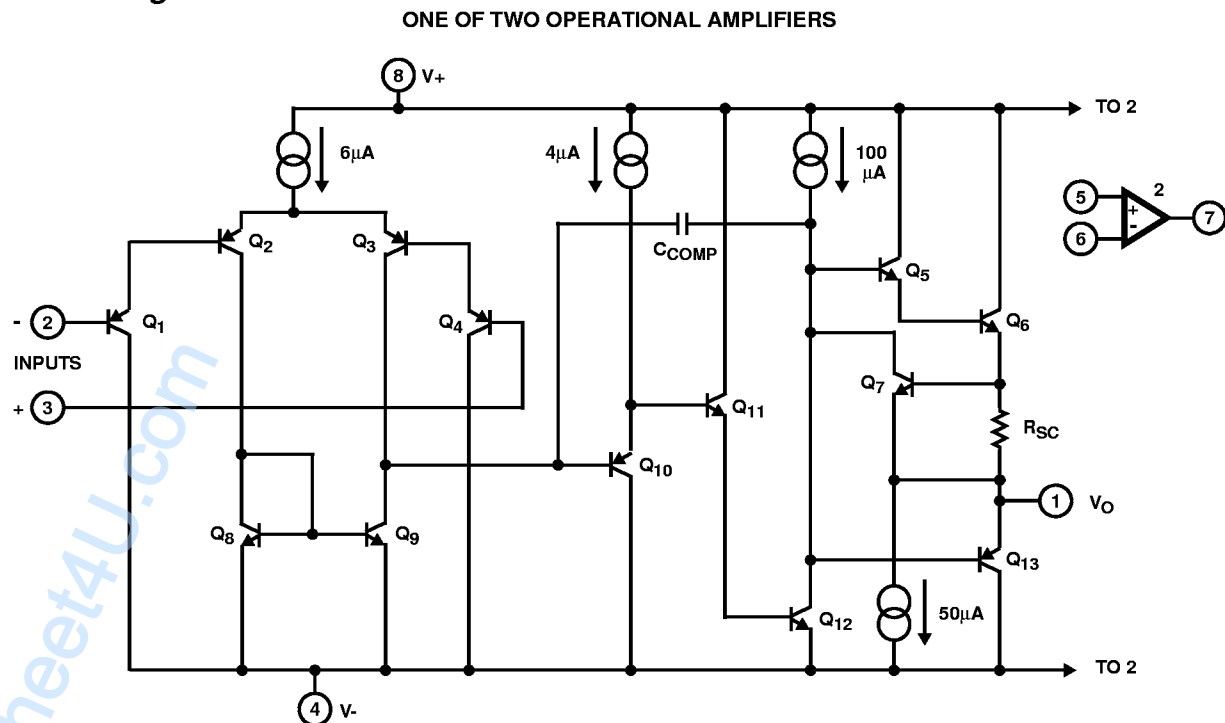 ONE OF TWO OPERATIONAL AMPLIFIERS
8 V+
TO 2
6μA
4μA
100 μA
2
5
+
7
6
-
Q2
Q3
CCOMP
Q5
- 2
Q1
Q4
Q6
INPUTS
+ 3
Q7
Q11
RSC
Q10
1 VO
Q8
Q9
Q13
Q12
50μA
TO 2
4 V-
heet4U.com